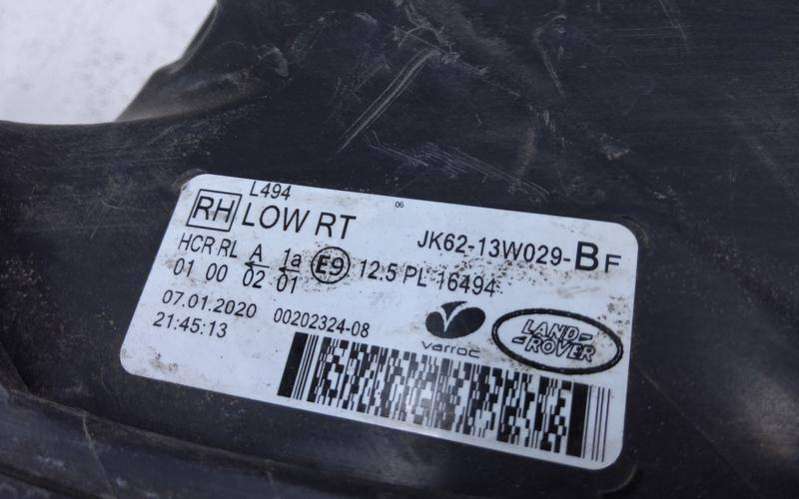 L494
06
RH LOW RT
JK62-13W029-BF
HCR RL A 1a E9 12.5 PL 16494
01 00 02 01
07.01.2020 00202324-08
21:45:13
varroc
LAND-
-ROVER